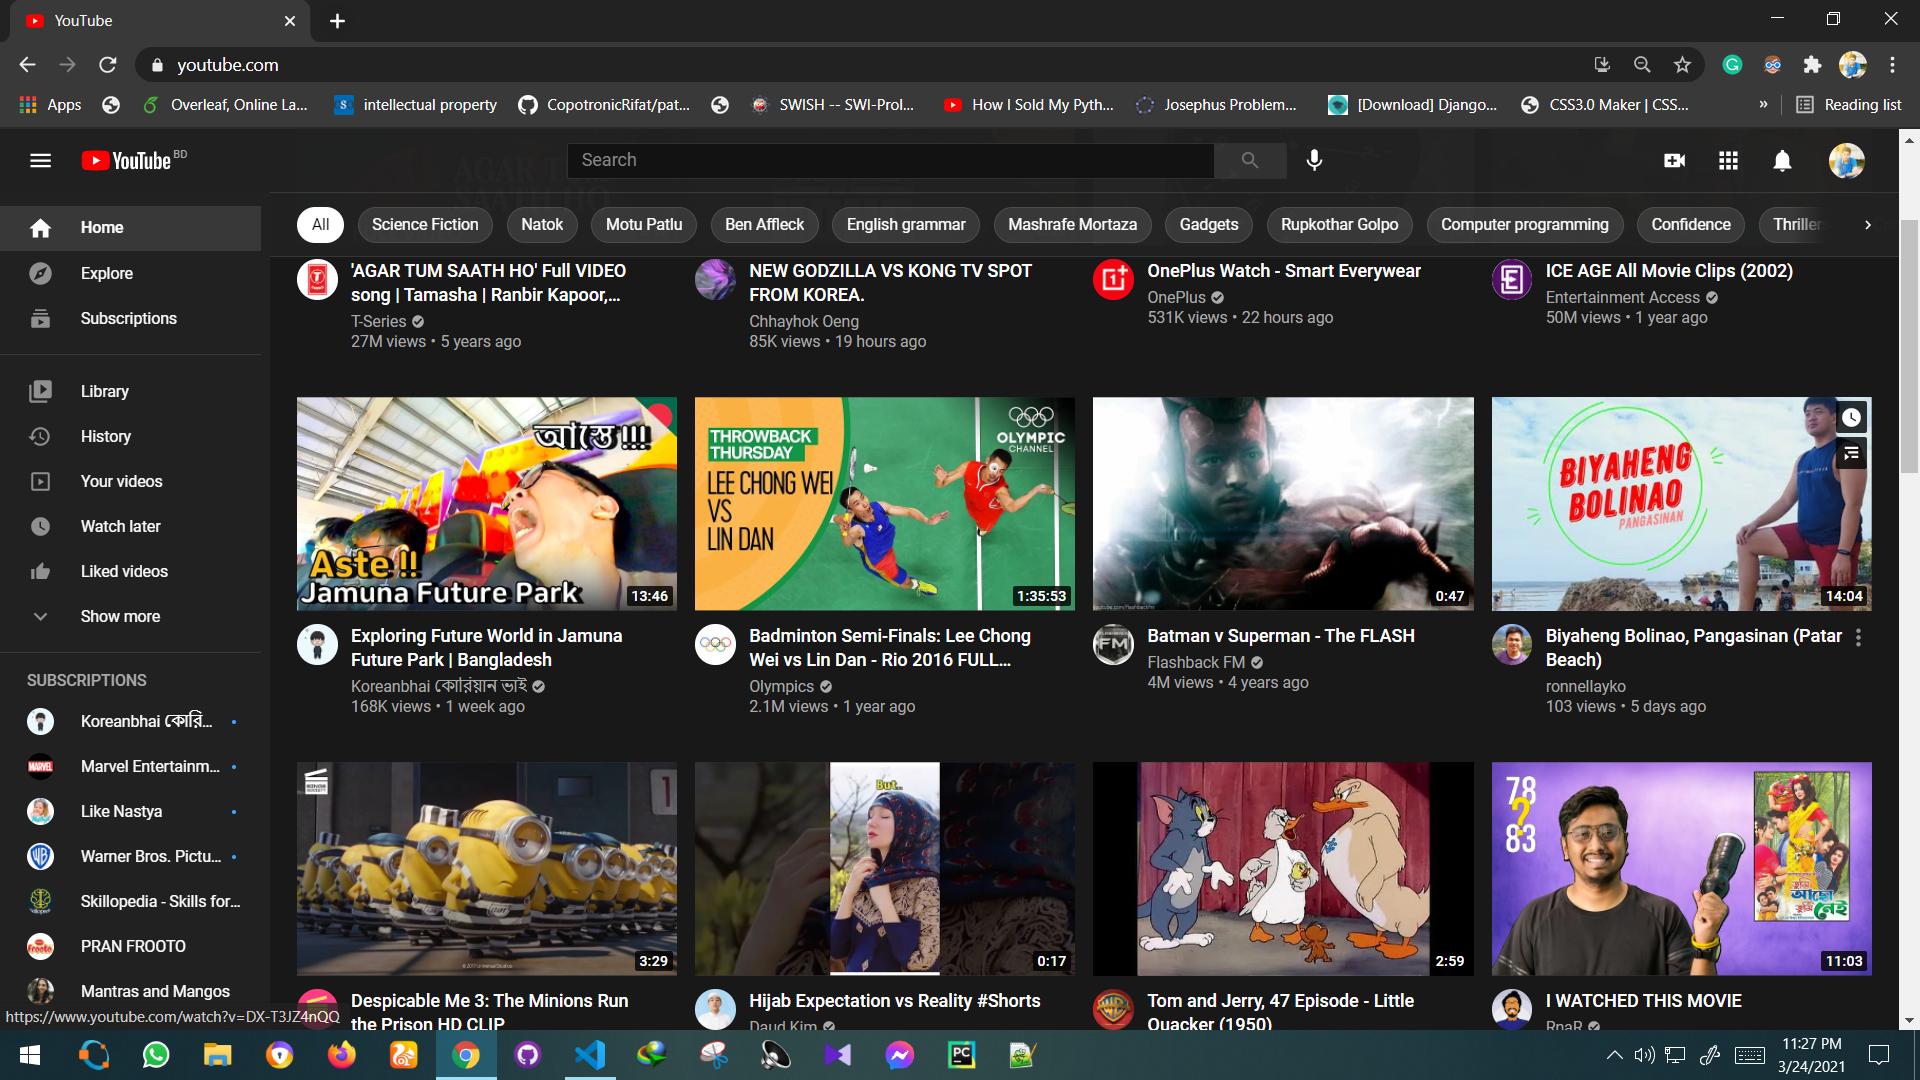 YouTube
youtube.com
Apps
Overleaf, Online La...
intellectual property
CopotronicRifat/pat...
SWISH -- SWI-Prol...
How I Sold My Pyth...
Josephus Problem...
[Download] Django...
CSS3.0 Maker | CSS...
»
Reading list
YouTube BD
Search
Home
Explore
Subscriptions
Library
History
Your videos
Watch later
Liked videos
Show more
SUBSCRIPTIONS
Koreanbhai কোরি...
Marvel Entertainm...
Like Nastya
Warner Bros. Pictu...
Skillopedia - Skills for...
PRAN FROOTO
Mantras and Mangos
https://www.youtube.com/watch?v=DX-T3JZ4nQQ
All
Science Fiction
Natok
Motu Patlu
Ben Affleck
English grammar
Mashrafe Mortaza
Gadgets
Rupkothar Golpo
Computer programming
Confidence
Thriller
'AGAR TUM SAATH HO' Full VIDEO
song | Tamasha | Ranbir Kapoor,...
T-Series
27M views • 5 years ago
NEW GODZILLA VS KONG TV SPOT
FROM KOREA.
Chhayhok Oeng
85K views • 19 hours ago
OnePlus Watch - Smart Everywear
OnePlus
531K views • 22 hours ago
ICE AGE All Movie Clips (2002)
Entertainment Access
50M views • 1 year ago
আস্তে !!!
Aste !!
Jamuna Future Park
13:46
Exploring Future World in Jamuna
Future Park | Bangladesh
Koreanbhai কোরিয়ান ভাই
168K views • 1 week ago
THROWBACK
THURSDAY
LEE CHONG WEI
VS
LIN DAN
OLYMPIC
CHANNEL
1:35:53
Badminton Semi-Finals: Lee Chong
Wei vs Lin Dan - Rio 2016 FULL...
Olympics
2.1M views • 1 year ago
0:47
FM
Batman v Superman - The FLASH
Flashback FM
4M views • 4 years ago
BIYAHENG
BOLINAO
PANGASINAN
14:04
Biyaheng Bolinao, Pangasinan (Patar
Beach)
ronnellayko
103 views • 5 days ago
3:29
Despicable Me 3: The Minions Run
the Prison HD CLIP
But..
0:17
Hijab Expectation vs Reality #Shorts
Daud Kim
2:59
Tom and Jerry, 47 Episode - Little
Quacker (1950)
78
?
83
তুমি
আছো
তুমি
নেই
11:03
I WATCHED THIS MOVIE
RnaR
11:27 PM
3/24/2021